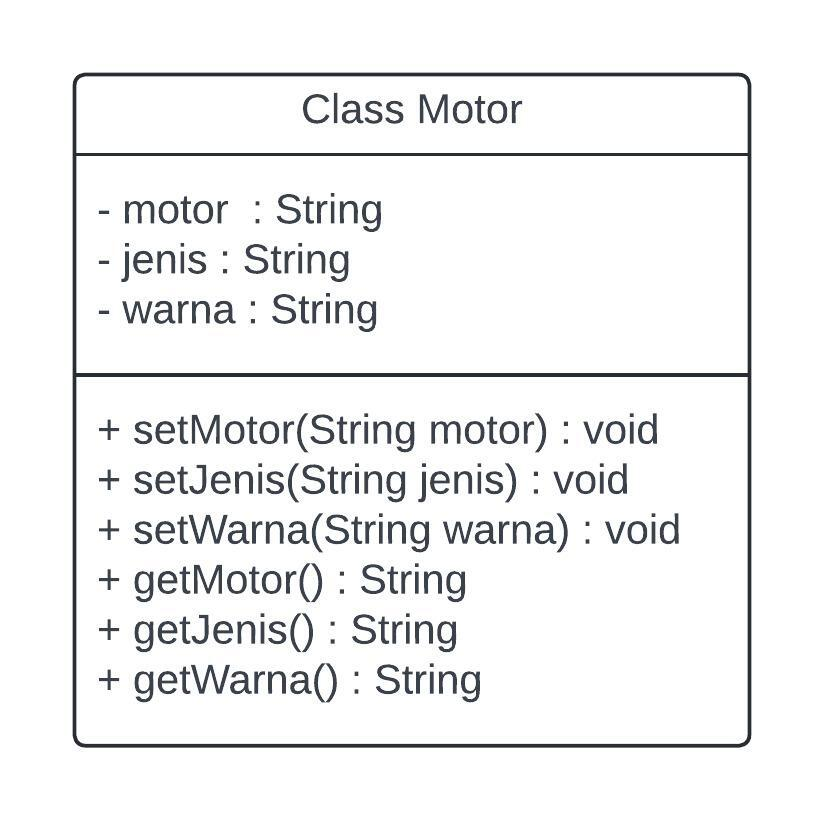 Class Motor
- motor  : String
- jenis : String
- warna : String
+ setMotor(String motor) : void
+ setJenis(String jenis) : void
+ setWarna(String warna) : void
+ getMotor() : String
+ getJenis() : String
+ getWarna() : String